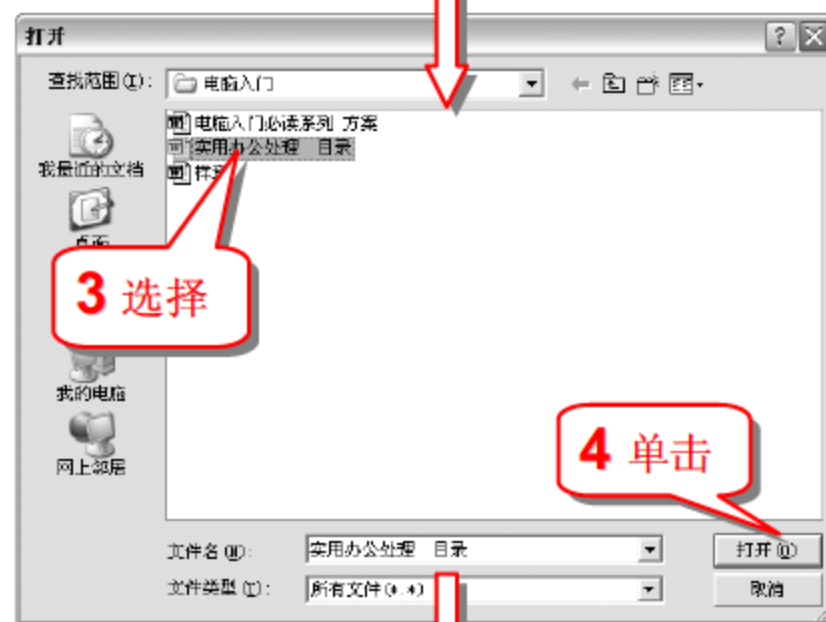 打开
查找范围(I): 电脑入门
电脑入门必读系列 方案
实用办公处理 目录
我最近的文档
桌面
3 选择
我的电脑
4 单击
网上邻居
文件名(N): 实用办公处理 目录 打开(O)
文件类型(T): 所有文件(*.*) 取消